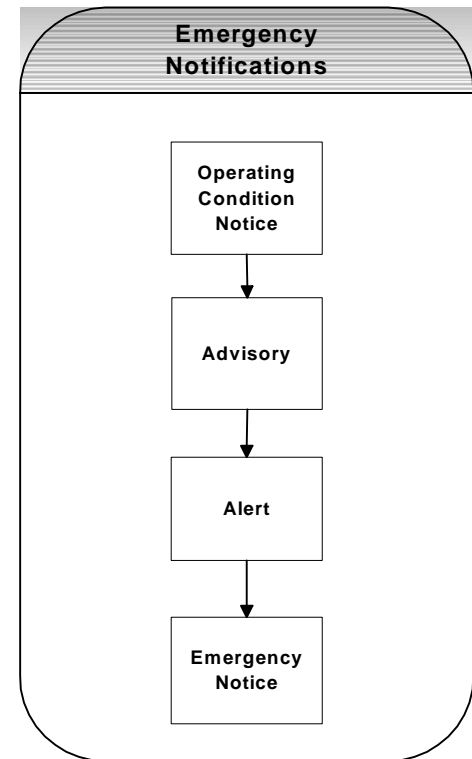 Emergency
Notifications
Operating
Condition
Notice
Advisory
Alert
Emergency
Notice